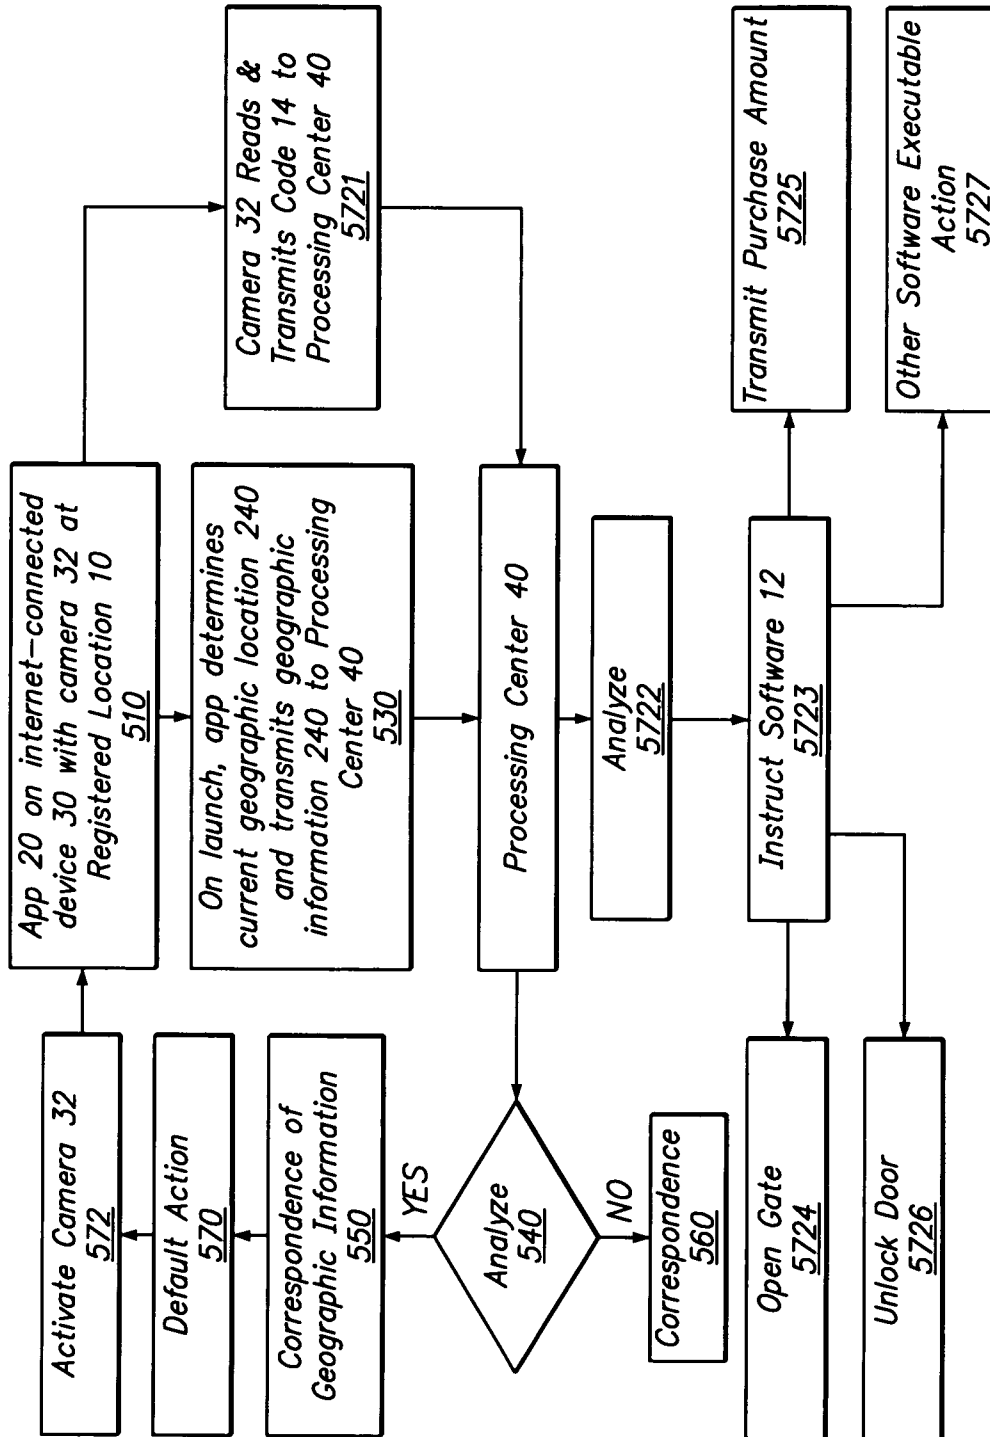 Activate Camera 32
572
Default Action
570
Correspondence of
Geographic Information
550
YES
Analyze
540
NO
Correspondence
560
Open Gate
5724
Unlock Door
5726
App 20 on internet-connected
device 30 with camera 32 at
Registered Location 10
510
On launch, app determines
current geographic location 240
and transmits geographic
information 240 to Processing
Center 40
530
Processing Center 40
Analyze
5722
Instruct Software 12
5723
Camera 32 Reads &
Transmits Code 14 to
Processing Center 40
5721
Transmit Purchase Amount
5725
Other Software Executable
Action
5727